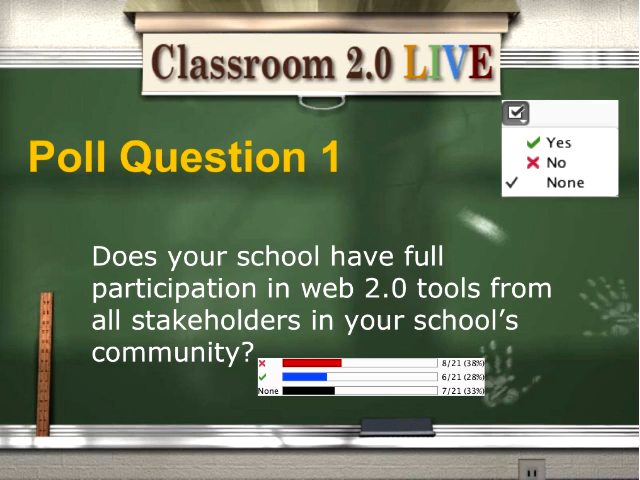 Classroom 2.0 LIVE
Poll Question 1
Yes
No
None
Does your school have full
participation in web 2.0 tools from
all stakeholders in your school’s
community?
8/21 (38%)
6/21 (28%)
None 7/21 (33%)